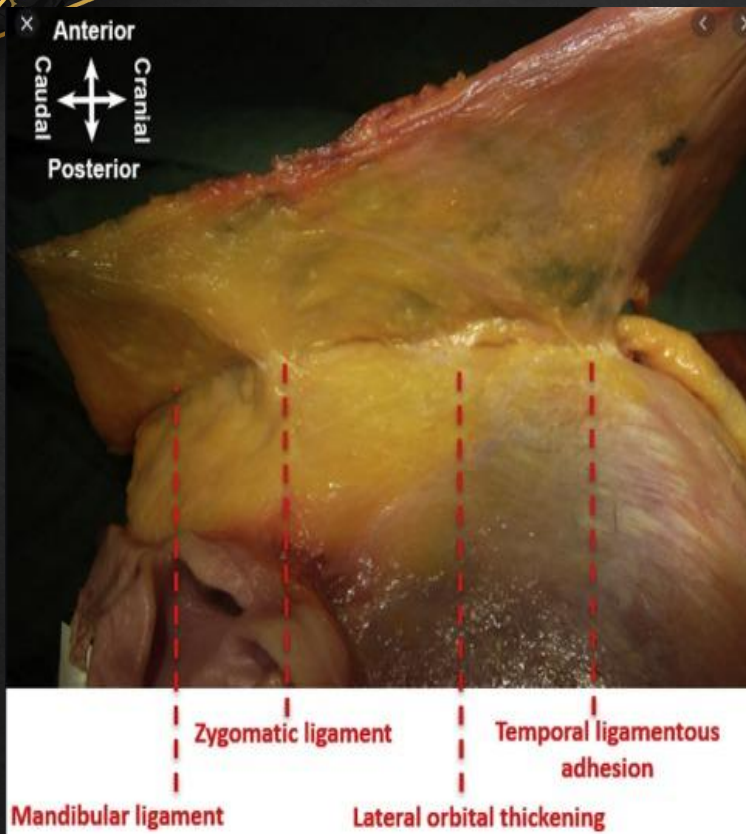 Anterior
Caudal
Cranial
Posterior
Zygomatic ligament
Temporal ligamentous
adhesion
Mandibular ligament
Lateral orbital thickening